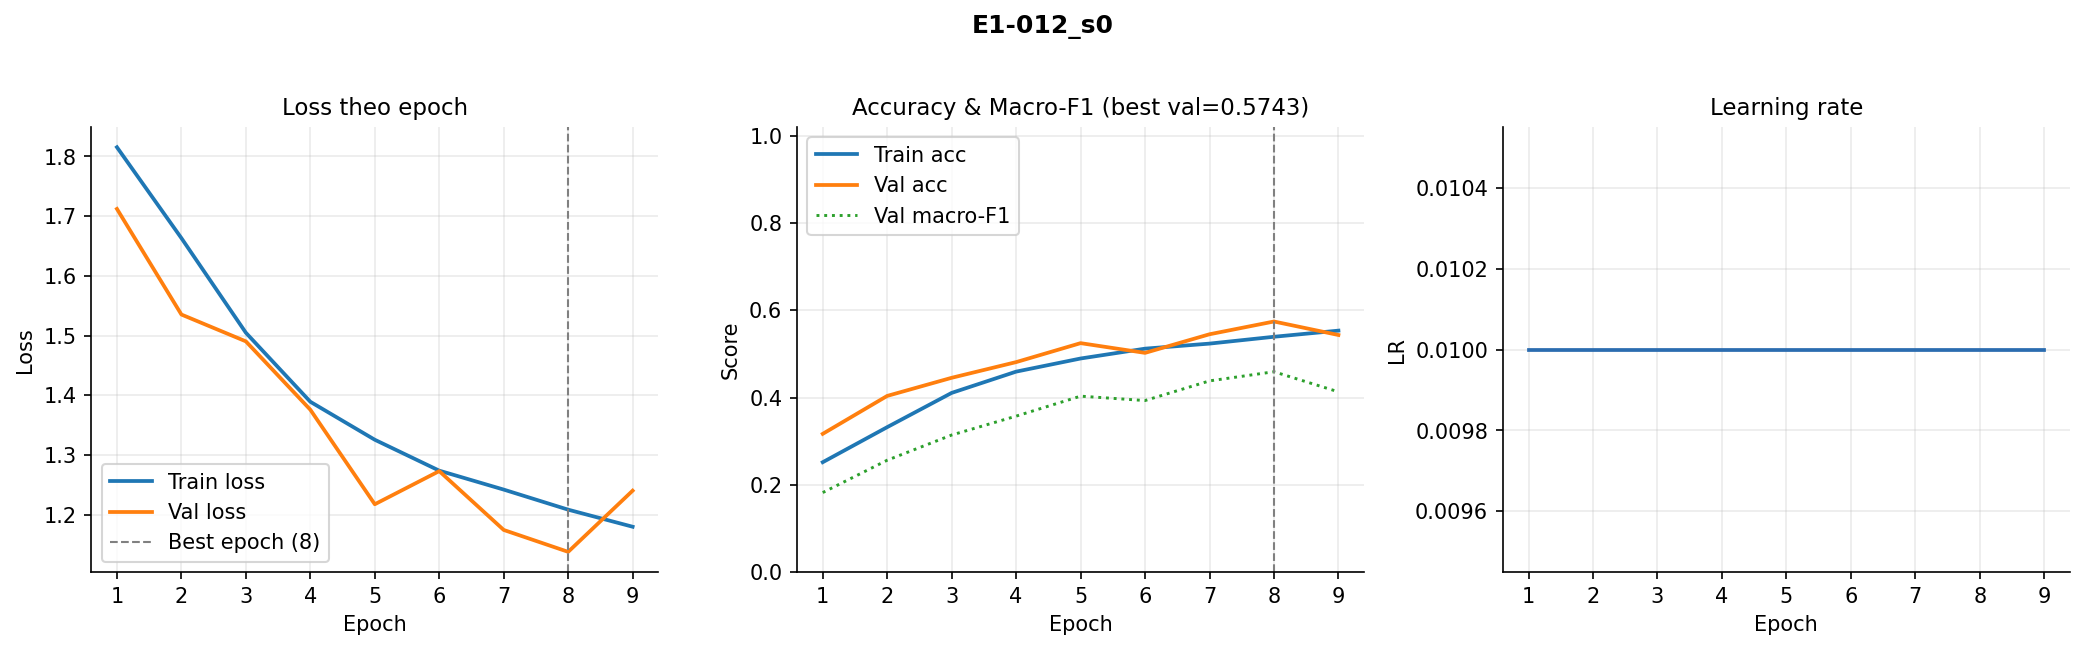 E1-012_s0
Loss theo epoch
1.8
1.7
1.6
1.5
1.4
1.3
1.2
Loss
Train loss
Val loss
Best epoch (8)
1 2 3 4 5 6 7 8 9
Epoch
Accuracy & Macro-F1 (best val=0.5743)
1.0
0.8
0.6
0.4
0.2
0.0
Score
Train acc
Val acc
Val macro-F1
1 2 3 4 5 6 7 8 9
Epoch
Learning rate
0.0104
0.0102
0.0100
0.0098
0.0096
LR
1 2 3 4 5 6 7 8 9
Epoch